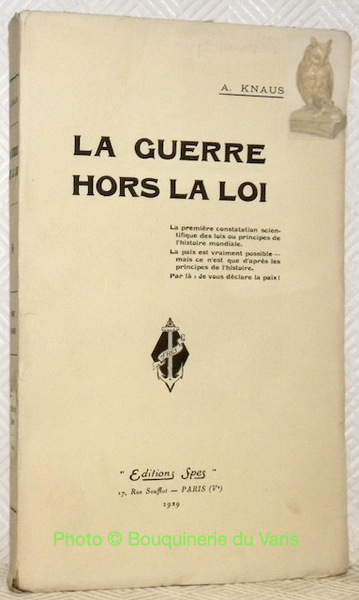 A. KNAUS
LA GUERRE
HORS LA LOI
La première constatation scien-
tifique des lois ou principes de
l'histoire mondiale.
La paix est vraiment possible —
mais ce n'est que d'après les
principes de l'histoire.
Par là : Je vous déclare la paix!
SPES
" Editions Spes "
17, Rue Soufflot — PARIS (Vᵉ)
1929
Photo © Bouquinerie du Varis